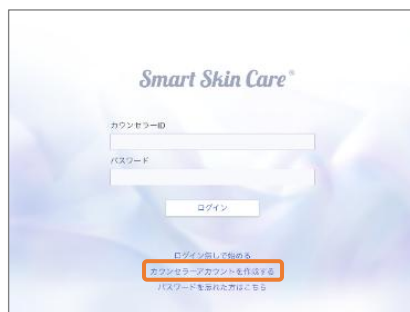 Smart Skin Care®
カウンセラーID
パスワード
ログイン
ログイン無しで始める
カウンセラーアカウントを作成する
パスワードを忘れた方はこちら